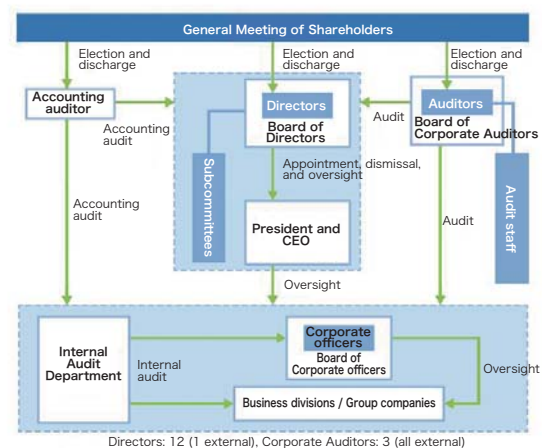 General Meeting of Shareholders
Election and
discharge
Election and
discharge
Election and
discharge
Accounting
auditor
Accounting
audit
Directors
Board of
Directors
Audit
Auditors
Board of
Corporate Auditors
Subcommittees
Appointment, dismissal,
and oversight
Audit staff
Accounting
audit
President and
CEO
Audit
Oversight
Internal
Audit
Department
Internal
audit
Corporate
officers
Board of
Corporate officers
Oversight
Business divisions / Group companies
Directors: 12 (1 external), Corporate Auditors: 3 (all external)